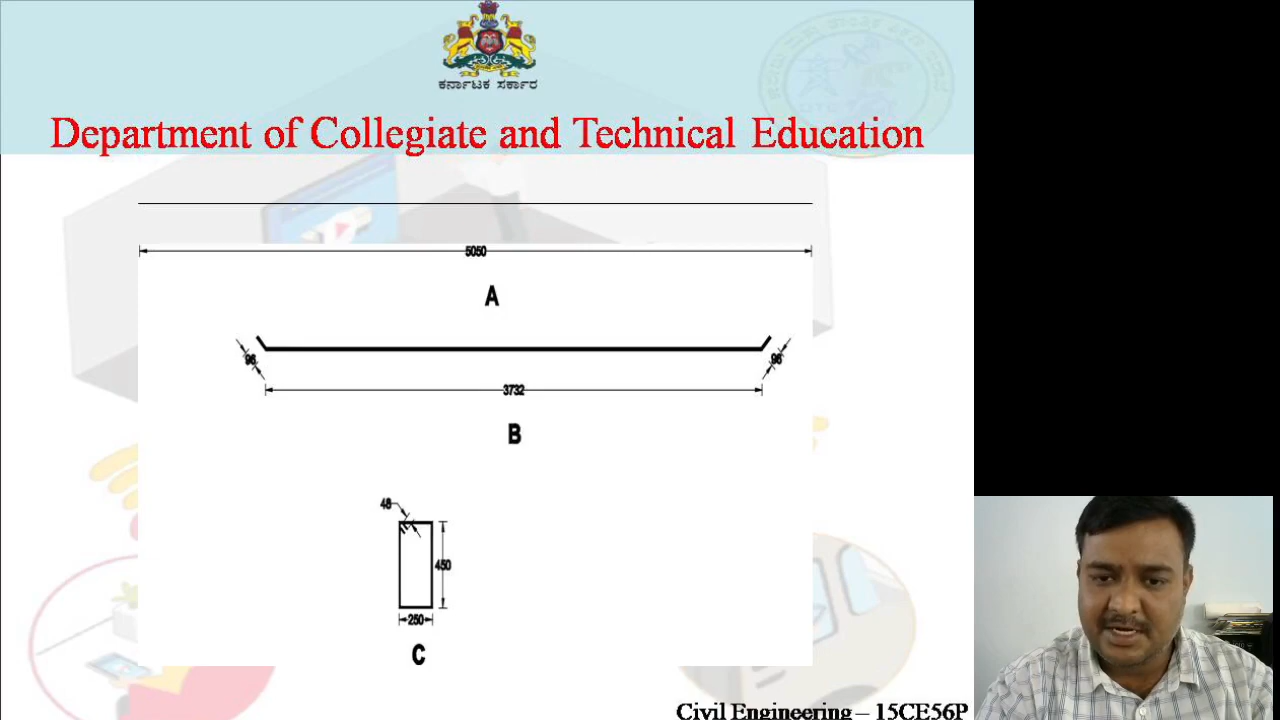 ಕರ್ನಾಟಕ ಸರ್ಕಾರ
Department of Collegiate and Technical Education
5050
A
96
96
3732
B
48
450
250
C
Civil Engineering – 15CE56P